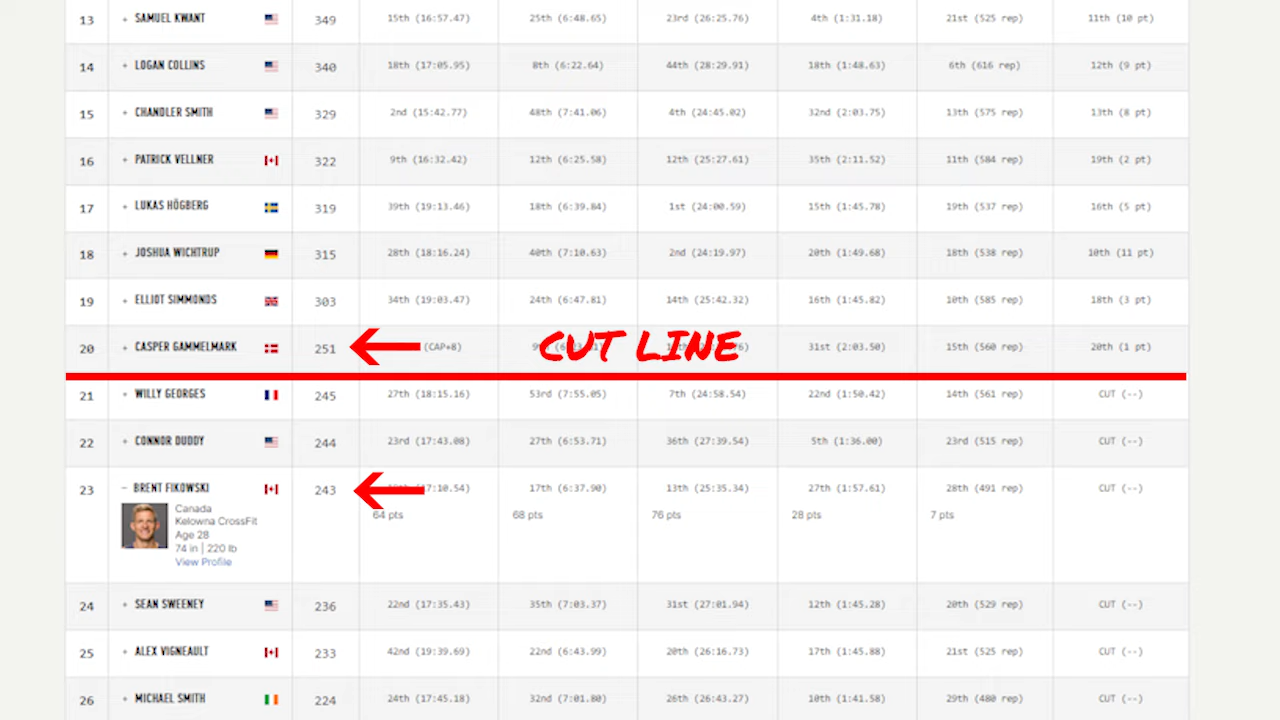 13 + SAMUEL KWANT 349 15th (16:57.47) 25th (6:48.65) 23rd (26:25.76) 4th (1:31.18) 21st (525 rep) 11th (10 pt)
14 + LOGAN COLLINS 340 18th (17:05.95) 8th (6:22.64) 44th (28:29.91) 18th (1:48.63) 6th (616 rep) 12th (9 pt)
15 + CHANDLER SMITH 329 2nd (15:42.77) 48th (7:41.06) 4th (24:45.02) 32nd (2:03.75) 13th (575 rep) 13th (8 pt)
16 + PATRICK VELLNER 322 9th (16:32.42) 12th (6:25.58) 12th (25:27.61) 35th (2:11.52) 11th (584 rep) 19th (2 pt)
17 + LUKAS HÖGBERG 319 39th (19:13.46) 18th (6:39.84) 1st (24:00.59) 15th (1:45.78) 19th (537 rep) 16th (5 pt)
18 + JOSHUA WICHTRUP 315 28th (18:16.24) 40th (7:10.63) 2nd (24:19.97) 20th (1:49.68) 18th (538 rep) 10th (11 pt)
19 + ELLIOT SIMMONDS 303 34th (19:03.47) 24th (6:47.81) 14th (25:42.32) 16th (1:45.82) 10th (585 rep) 18th (3 pt)
20 + CASPER GAMMELMARK 251 (CAP+8) CUT LINE 31st (2:03.50) 15th (560 rep) 20th (1 pt)
21 + WILLY GEORGES 245 27th (18:15.16) 53rd (7:55.05) 7th (24:58.54) 22nd (1:50.42) 14th (561 rep) CUT (--)
22 + CONNOR DUDDY 244 23rd (17:43.08) 27th (6:53.71) 36th (27:39.54) 5th (1:36.00) 23rd (515 rep) CUT (--)
23 – BRENT FIKOWSKI 243 17:10.54) 17th (6:37.90) 13th (25:35.34) 27th (1:57.61) 28th (491 rep) CUT (--)
Canada
64 pts 68 pts 76 pts 28 pts 7 pts
Kelowna CrossFit
Age 28
74 in | 220 lb
View Profile
24 + SEAN SWEENEY 236 22nd (17:35.43) 35th (7:03.37) 31st (27:01.94) 12th (1:45.28) 20th (529 rep) CUT (--)
25 + ALEX VIGNEAULT 233 42nd (19:39.69) 22nd (6:43.99) 20th (26:16.73) 17th (1:45.88) 21st (525 rep) CUT (--)
26 + MICHAEL SMITH 224 24th (17:45.18) 32nd (7:01.80) 26th (26:43.27) 10th (1:41.58) 29th (480 rep) CUT (--)